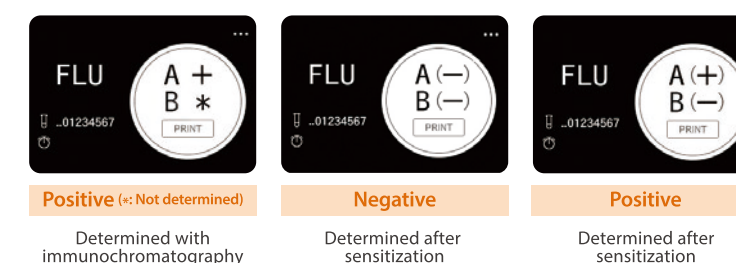 ...
FLU
A +
B *
PRINT
..01234567
Positive (*: Not determined)
Determined with
immunochromatography
...
FLU
A (—)
B (—)
PRINT
..01234567
Negative
Determined after
sensitization
FLU
A (+)
B (—)
PRINT
..01234567
Positive
Determined after
sensitization